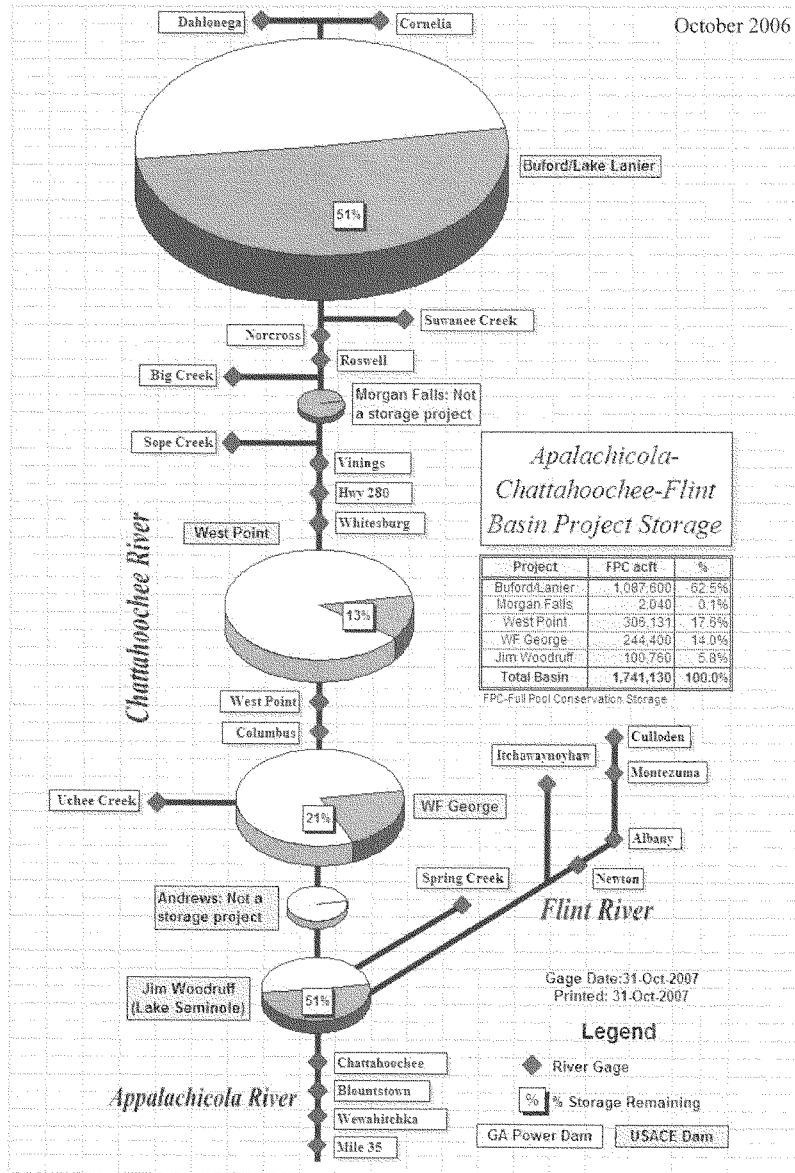 October 2006
Dahlonega
Cornelia
Buford/Lake Lanier
51%
Suwanee Creek
Norcross
Roswell
Big Creek
Morgan Falls: Not
a storage project
Sope Creek
Vinings
Hwy 280
Whitesburg
West Point
13%
Chattahoochee River
Apalachicola-
Chattahoochee-Flint
Basin Project Storage
Project FPC acft %
Buford/Lanier 1,087,600 62.5%
Morgan Falls 2,040 0.1%
West Point 306,131 17.6%
WF George 244,400 14.0%
Jim Woodruff 100,760 5.8%
Total Basin 1,741,130 100.0%
FPC-Full Pool Conservation Storage
West Point
Columbus
Uchee Creek
WF George
21%
Itchawaynoyhaw
Culloden
Montezuma
Albany
Newton
Spring Creek
Flint River
Andrews: Not a
storage project
Jim Woodruff
(Lake Seminole)
51%
Gage Date:31-Oct-2007
Printed: 31-Oct-2007
Chattahoochee
Blountstown
Wewahitchka
Mile 35
Appalachicola River
Legend
River Gage
% % Storage Remaining
GA Power Dam
USACE Dam